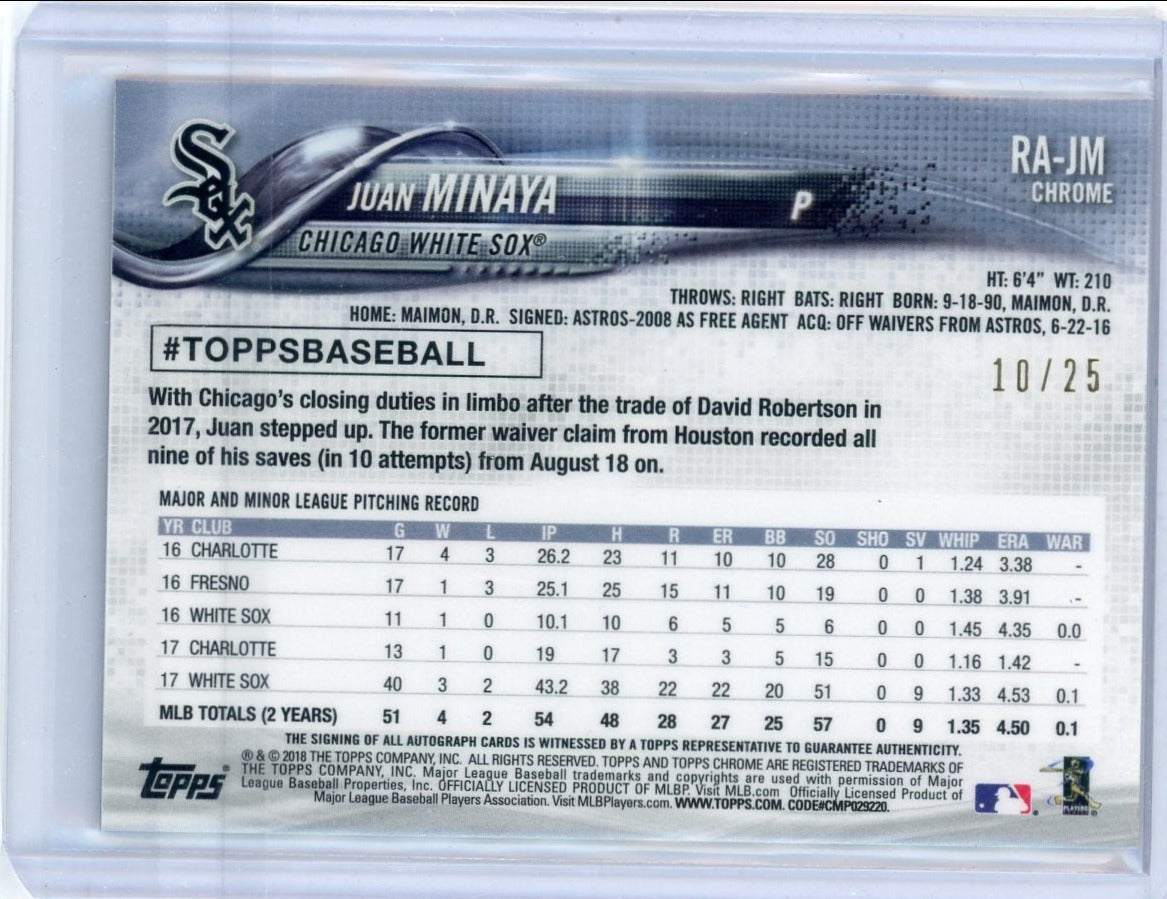 Sox
JUAN MINAYA P
RA-JM
CHROME
CHICAGO WHITE SOX®
HT: 6'4" WT: 210
THROWS: RIGHT BATS: RIGHT BORN: 9-18-90, MAIMON, D.R.
HOME: MAIMON, D.R. SIGNED: ASTROS-2008 AS FREE AGENT ACQ: OFF WAIVERS FROM ASTROS, 6-22-16
#TOPPSBASEBALL
10/25
With Chicago's closing duties in limbo after the trade of David Robertson in
2017, Juan stepped up. The former waiver claim from Houston recorded all
nine of his saves (in 10 attempts) from August 18 on.
MAJOR AND MINOR LEAGUE PITCHING RECORD
YR CLUB G W L IP H R ER BB SO SHO SV WHIP ERA WAR
16 CHARLOTTE 17 4 3 26.2 23 11 10 10 28 0 1 1.24 3.38 -
16 FRESNO 17 1 3 25.1 25 15 11 10 19 0 0 1.38 3.91 -
16 WHITE SOX 11 1 0 10.1 10 6 5 5 6 0 0 1.45 4.35 0.0
17 CHARLOTTE 13 1 0 19 17 3 3 5 15 0 0 1.16 1.42 -
17 WHITE SOX 40 3 2 43.2 38 22 22 20 51 0 9 1.33 4.53 0.1
MLB TOTALS (2 YEARS) 51 4 2 54 48 28 27 25 57 0 9 1.35 4.50 0.1
THE SIGNING OF ALL AUTOGRAPH CARDS IS WITNESSED BY A TOPPS REPRESENTATIVE TO GUARANTEE AUTHENTICITY.
® & © 2018 THE TOPPS COMPANY, INC. ALL RIGHTS RESERVED. TOPPS AND TOPPS CHROME ARE REGISTERED TRADEMARKS OF
THE TOPPS COMPANY, INC. Major League Baseball trademarks and copyrights are used with permission of Major
League Baseball Properties, Inc. OFFICIALLY LICENSED PRODUCT OF MLBP. Visit MLB.com Officially Licensed Product of
Major League Baseball Players Association. Visit MLBPlayers.com. WWW.TOPPS.COM. CODE#CMP029220.
topps®
PLAYERS